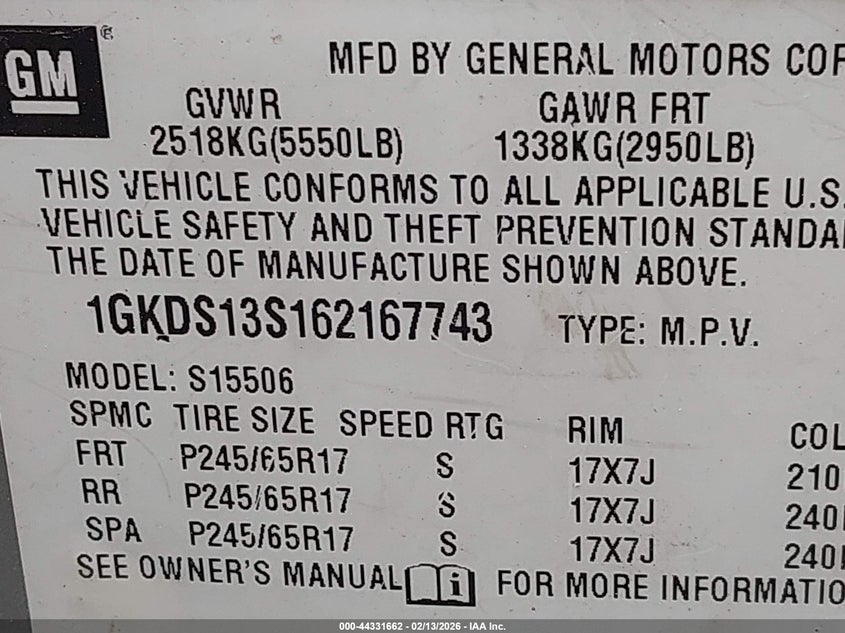 GM
MFD BY GENERAL MOTORS COR
GVWR GAWR FRT
2518KG(5550LB) 1338KG(2950LB)
THIS VEHICLE CONFORMS TO ALL APPLICABLE U.S.
VEHICLE SAFETY AND THEFT PREVENTION STANDA
THE DATE OF MANUFACTURE SHOWN ABOVE.
1GKDS13S162167743 TYPE: M.P.V.
MODEL: S15506
SPMC TIRE SIZE SPEED RTG RIM COL
FRT P245/65R17 S 17X7J 210
RR P245/65R17 S 17X7J 240
SPA P245/65R17 S 17X7J 240
SEE OWNER'S MANUAL i FOR MORE INFORMATIO
000-44331662 - 02/13/2026 - IAA Inc.